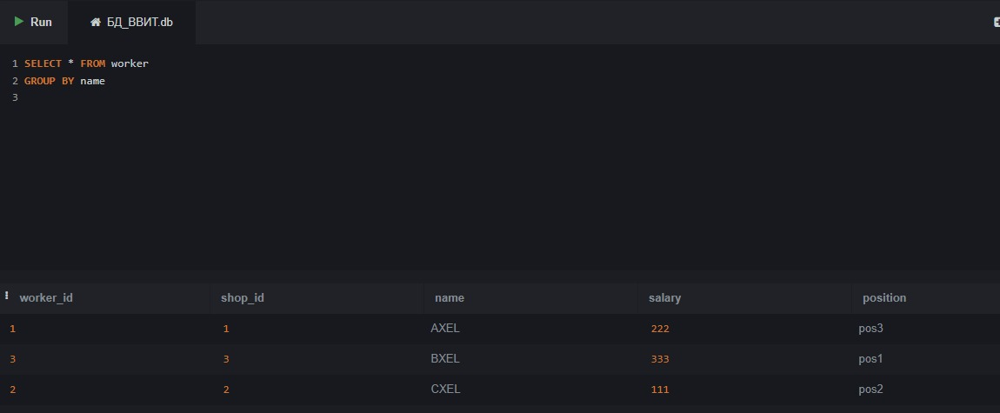 Run БД_ВВИТ.db
1 SELECT * FROM worker
2 GROUP BY name
3
worker_id shop_id name salary position
1 1 AXEL 222 pos3
3 3 BXEL 333 pos1
2 2 CXEL 111 pos2